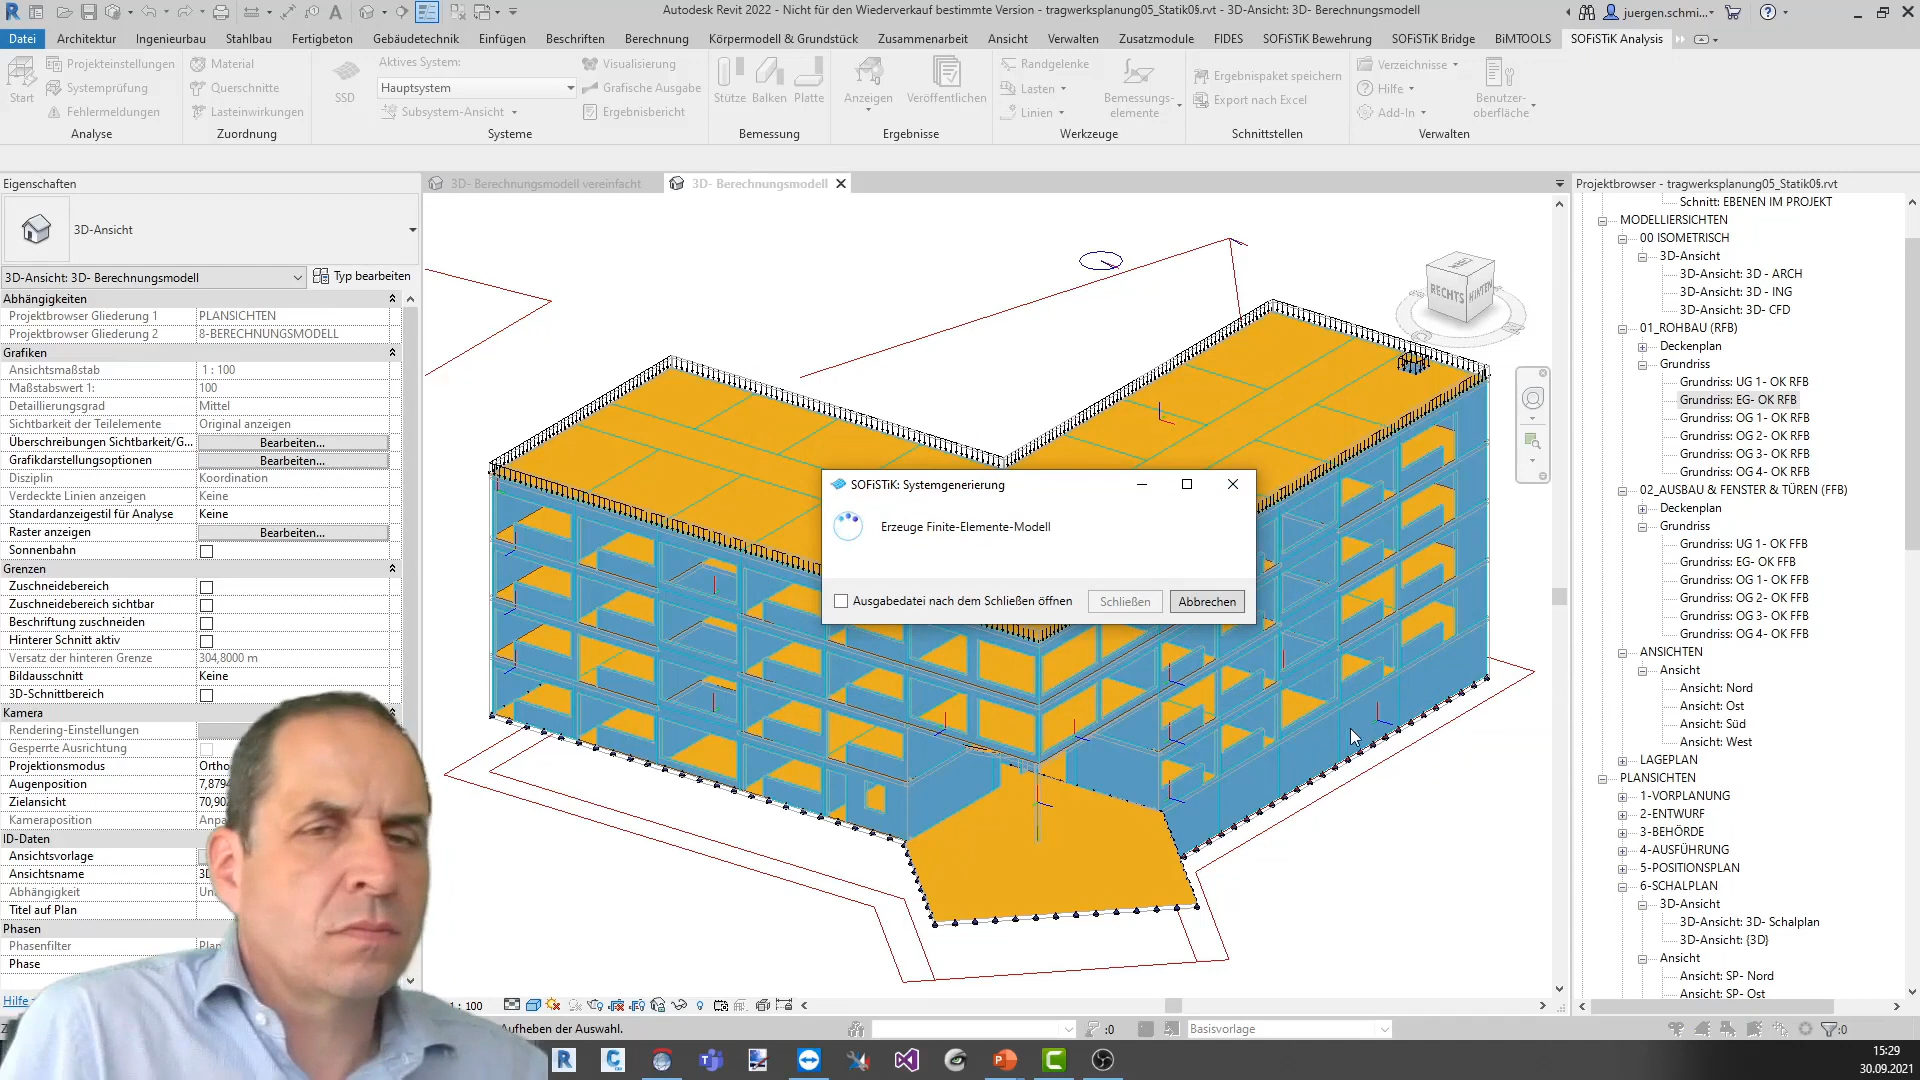 Autodesk Revit 2022 - Nicht für den Wiederverkauf bestimmte Version - tragwerksplanung05_Statik0§.rvt - 3D-Ansicht: 3D- Berechnungsmodell
juergen.schmi...
Datei Architektur Ingenieurbau Stahlbau Fertigbeton Gebäudetechnik Einfügen Beschriften Berechnung Körpermodell & Grundstück Zusammenarbeit Ansicht Verwalten Zusatzmodule FIDES SOFiSTiK Bewehrung SOFiSTiK Bridge BiMTOOLS SOFiSTiK Analysis
Start
Projekteinstellungen
Systemprüfung
Fehlermeldungen
Analyse
Material
Querschnitte
Lasteinwirkungen
Zuordnung
SSD
Aktives System:
Hauptsystem
Subsystem-Ansicht
Visualisierung
Grafische Ausgabe
Ergebnisbericht
Systeme
Stütze Balken Platte
Bemessung
Anzeigen
Veröffentlichen
Ergebnisse
Randgelenke
Lasten
Linien
Bemessungs-
elemente
Werkzeuge
Ergebnispaket speichern
Export nach Excel
Schnittstellen
Verzeichnisse
Hilfe
Add-In
Benutzer-
oberfläche
Verwalten
Eigenschaften
3D-Ansicht
3D-Ansicht: 3D- Berechnungsmodell
Typ bearbeiten
Abhängigkeiten
Projektbrowser Gliederung 1 PLANSICHTEN
Projektbrowser Gliederung 2 8-BERECHNUNGSMODELL
Grafiken
Ansichtsmaßstab 1 : 100
Maßstabswert 1: 100
Detaillierungsgrad Mittel
Sichtbarkeit der Teilelemente Original anzeigen
Überschreibungen Sichtbarkeit/G... Bearbeiten...
Grafikdarstellungsoptionen Bearbeiten...
Disziplin Koordination
Verdeckte Linien anzeigen Keine
Standardanzeigestil für Analyse Keine
Raster anzeigen Bearbeiten...
Sonnenbahn
Grenzen
Zuschneidebereich
Zuschneidebereich sichtbar
Beschriftung zuschneiden
Hinterer Schnitt aktiv
Versatz der hinteren Grenze 304,8000 m
Bildausschnitt Keine
3D-Schnittbereich
Kamera
Rendering-Einstellungen
Gesperrte Ausrichtung
Projektionsmodus Ortho
Augenposition 7,8794
Zielansicht 70,902
Kameraposition Anpa
ID-Daten
Ansichtsvorlage
Ansichtsname 3D
Abhängigkeit Un
Titel auf Plan
Phasen
Phasenfilter Plan
Phase
Hilfe
3D- Berechnungsmodell vereinfacht
3D- Berechnungsmodell
RECHTS HINTEN
SOFiSTiK: Systemgenerierung
Erzeuge Finite-Elemente-Modell
Ausgabedatei nach dem Schließen öffnen
Schließen
Abbrechen
: 100
Aufheben der Auswahl.
:0
Basisvorlage
:0
Projektbrowser - tragwerksplanung05_Statik0§.rvt
Schnitt: EBENEN IM PROJEKT
MODELLIERSICHTEN
00 ISOMETRISCH
3D-Ansicht
3D-Ansicht: 3D - ARCH
3D-Ansicht: 3D - ING
3D-Ansicht: 3D- CFD
01_ROHBAU (RFB)
Deckenplan
Grundriss
Grundriss: UG 1- OK RFB
Grundriss: EG- OK RFB
Grundriss: OG 1- OK RFB
Grundriss: OG 2- OK RFB
Grundriss: OG 3- OK RFB
Grundriss: OG 4- OK RFB
02_AUSBAU & FENSTER & TÜREN (FFB)
Deckenplan
Grundriss
Grundriss: UG 1- OK FFB
Grundriss: EG- OK FFB
Grundriss: OG 1- OK FFB
Grundriss: OG 2- OK FFB
Grundriss: OG 3- OK FFB
Grundriss: OG 4- OK FFB
ANSICHTEN
Ansicht
Ansicht: Nord
Ansicht: Ost
Ansicht: Süd
Ansicht: West
LAGEPLAN
PLANSICHTEN
1-VORPLANUNG
2-ENTWURF
3-BEHÖRDE
4-AUSFÜHRUNG
5-POSITIONSPLAN
6-SCHALPLAN
3D-Ansicht
3D-Ansicht: 3D- Schalplan
3D-Ansicht: {3D}
Ansicht
Ansicht: SP- Nord
Ansicht: SP- Ost
15:29
30.09.2021